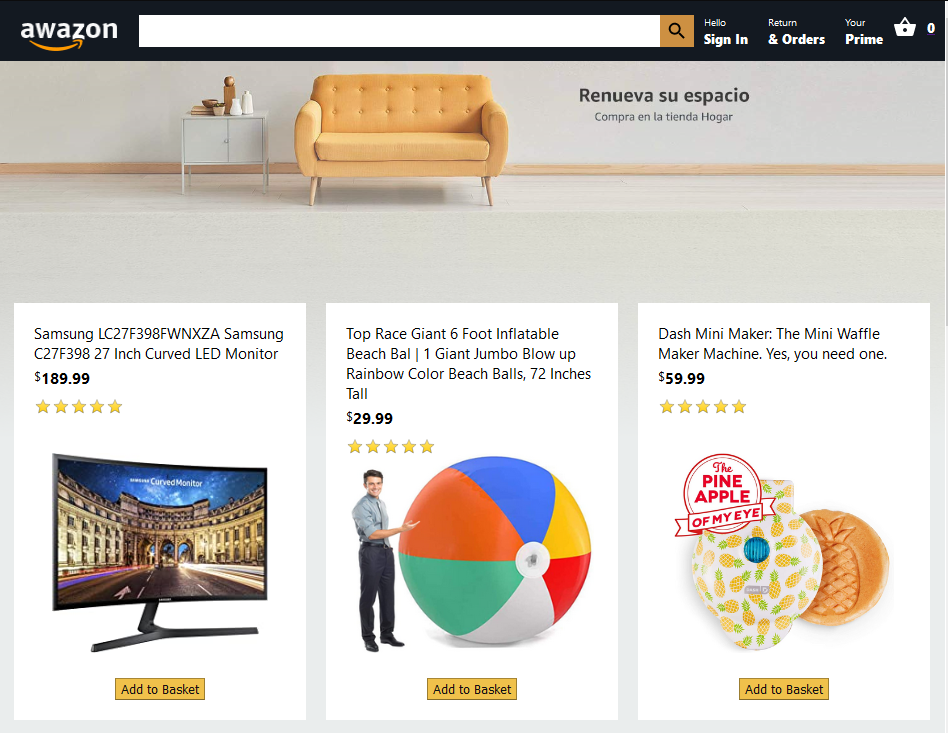 awazon
Hello
Sign In
Return
& Orders
Your
Prime
0
Renueva su espacio
Compra en la tienda Hogar
Samsung LC27F398FWNXZA Samsung
C27F398 27 Inch Curved LED Monitor
$189.99
SAMSUNG CurvedMonitor
SAMSUNG
Add to Basket
Top Race Giant 6 Foot Inflatable
Beach Bal | 1 Giant Jumbo Blow up
Rainbow Color Beach Balls, 72 Inches
Tall
$29.99
Add to Basket
Dash Mini Maker: The Mini Waffle
Maker Machine. Yes, you need one.
$59.99
The
PINE
APPLE
OF MY EYE
Add to Basket